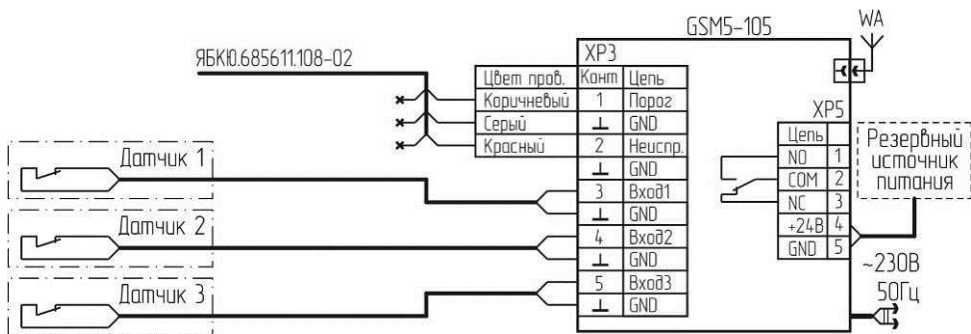 GSM5-105
WA
ЯБКЮ.685611.108-02
XP3
Цвет пров. Конт Цепь
Коричневый 1 Порог
Серый ⊥ GND
Красный 2 Неиспр.
⊥ GND
3 Вход1
⊥ GND
4 Вход2
⊥ GND
5 Вход3
⊥ GND
Датчик 1
Датчик 2
Датчик 3
XP5
Цепь
NO 1
COM 2
NC 3
+24В 4
GND 5
Резервный
источник
питания
~230В
50Гц